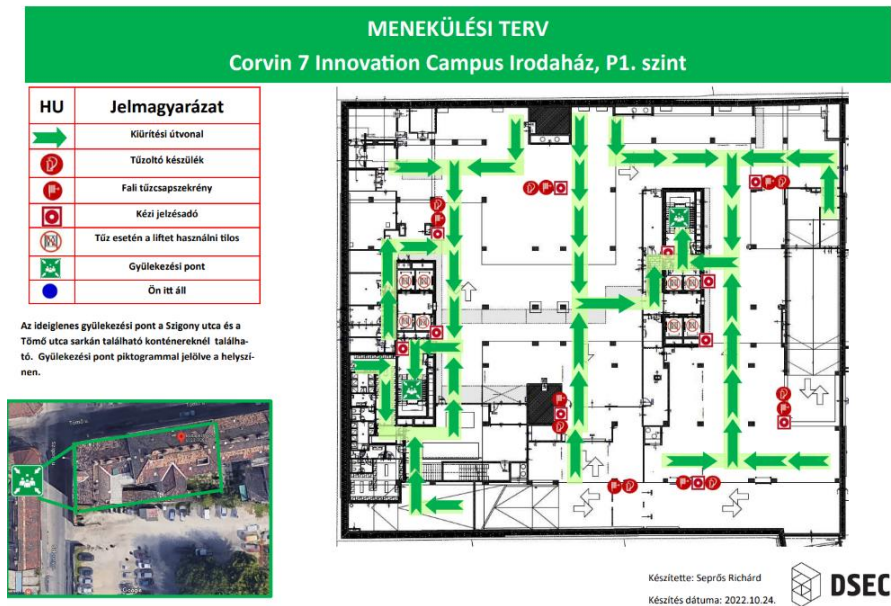 MENEKÜLÉSI TERV
Corvin 7 Innovation Campus Irodaház, P1. szint
HU Jelmagyarázat
Kiürítési útvonal
Tűzoltó készülék
Fali tűzcsapszekrény
Kézi jelzésadó
Tűz esetén a liftet használni tilos
Gyülekezési pont
Ön itt áll
Az ideiglenes gyülekezési pont a Szigony utca és a
Tömő utca sarkán található konténereknél találha-
tó. Gyülekezési pont piktogrammal jelölve a helyszí-
nen.
Tömő u
Google
Készítette: Seprős Richárd
Készítés dátuma: 2022.10.24.
DSEC